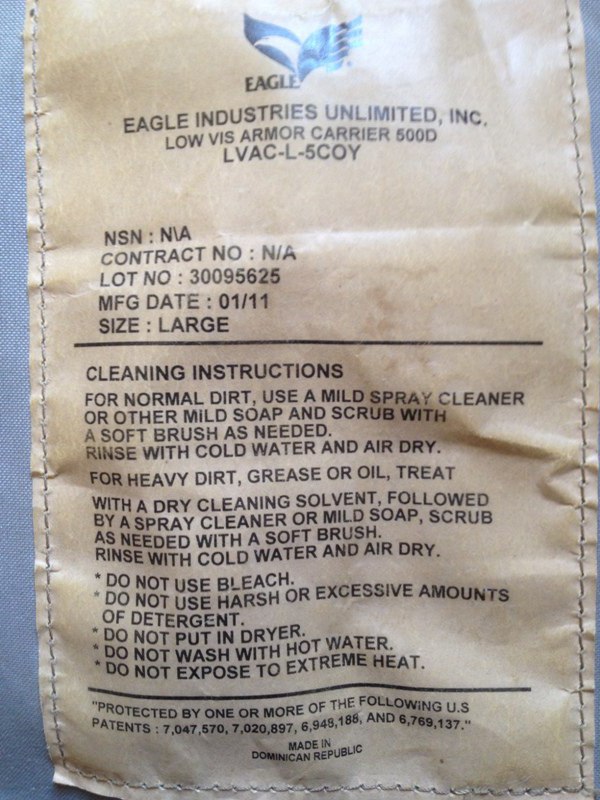 EAGLE
EAGLE INDUSTRIES UNLIMITED, INC.
LOW VIS ARMOR CARRIER 500D
LVAC-L-5COY
NSN : N\A
CONTRACT NO : N/A
LOT NO : 30095625
MFG DATE : 01/11
SIZE : LARGE
CLEANING INSTRUCTIONS
FOR NORMAL DIRT, USE A MILD SPRAY CLEANER
OR OTHER MILD SOAP AND SCRUB WITH
A SOFT BRUSH AS NEEDED.
RINSE WITH COLD WATER AND AIR DRY.
FOR HEAVY DIRT, GREASE OR OIL, TREAT
WITH A DRY CLEANING SOLVENT, FOLLOWED
BY A SPRAY CLEANER OR MILD SOAP, SCRUB
AS NEEDED WITH A SOFT BRUSH.
RINSE WITH COLD WATER AND AIR DRY.
* DO NOT USE BLEACH.
* DO NOT USE HARSH OR EXCESSIVE AMOUNTS
OF DETERGENT.
* DO NOT PUT IN DRYER.
* DO NOT WASH WITH HOT WATER.
* DO NOT EXPOSE TO EXTREME HEAT.
"PROTECTED BY ONE OR MORE OF THE FOLLOWING U.S
PATENTS : 7,047,570, 7,020,897, 6,948,188, AND 6,769,137."
MADE IN
DOMINICAN REPUBLIC